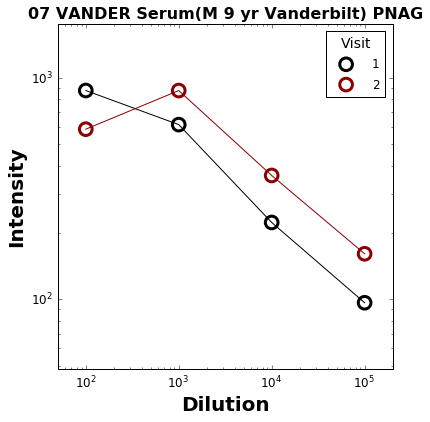 07 VANDER Serum(M 9 yr Vanderbilt) PNAG
Visit
1
2
10³
10²
Intensity
10² 10³ 10⁴ 10⁵
Dilution